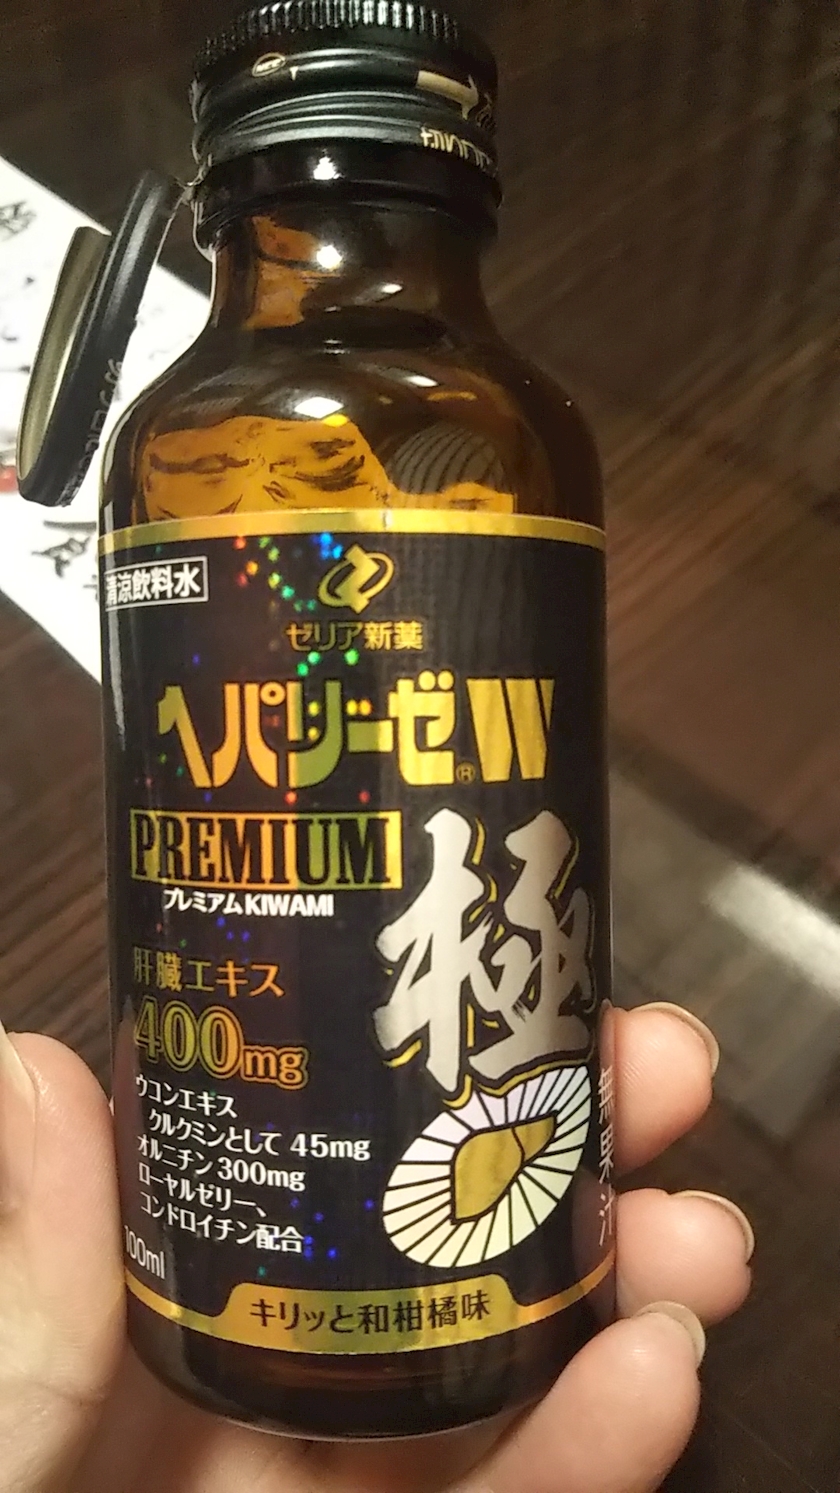 清涼飲料水
ゼリア新薬
ヘパリーゼ®W
PREMIUM
プレミアムKIWAMI
極
肝臓エキス
400mg
ウコンエキス
クルクミンとして 45mg
オルニチン 300mg
ローヤルゼリー、
コンドロイチン配合
無果汁
100ml
キリッと和柑橘味